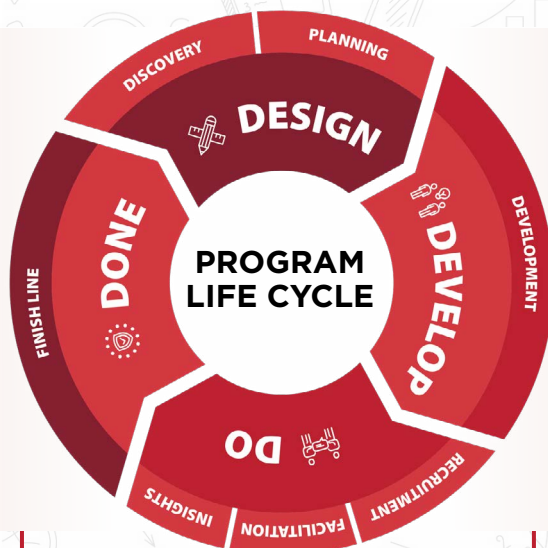 PROGRAM
LIFE CYCLE
DISCOVERY
PLANNING
DESIGN
DEVELOPMENT
DEVELOP
RECRUITMENT
FACILITATION
INSIGHTS
DO
FINISH LINE
DONE